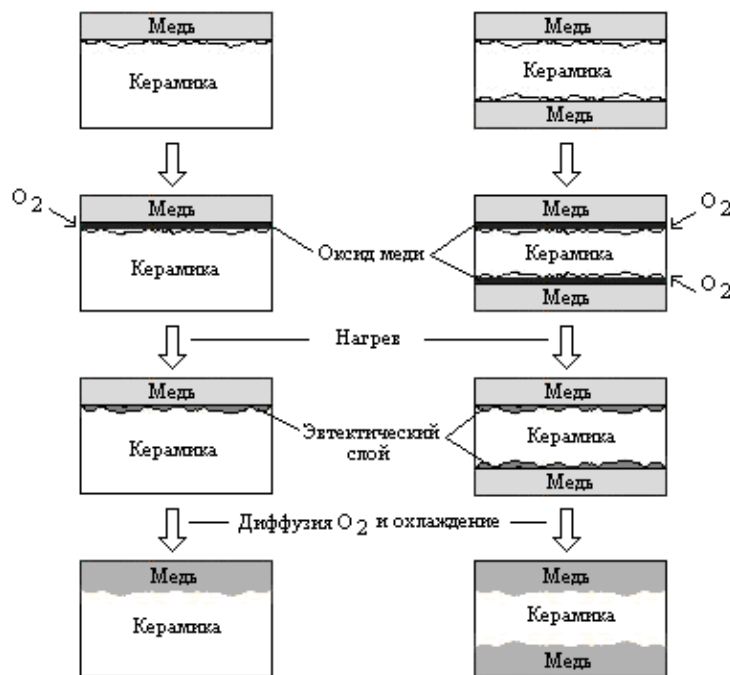 Медь
Медь
Керамика
Керамика
Медь
O2
Медь
Медь
O2
Оксид меди
Керамика
Керамика
O2
Медь
Нагрев
Медь
Медь
Эвтектический
слой
Керамика
Керамика
Медь
Диффузия O2 и охлаждение
Медь
Медь
Керамика
Керамика
Медь